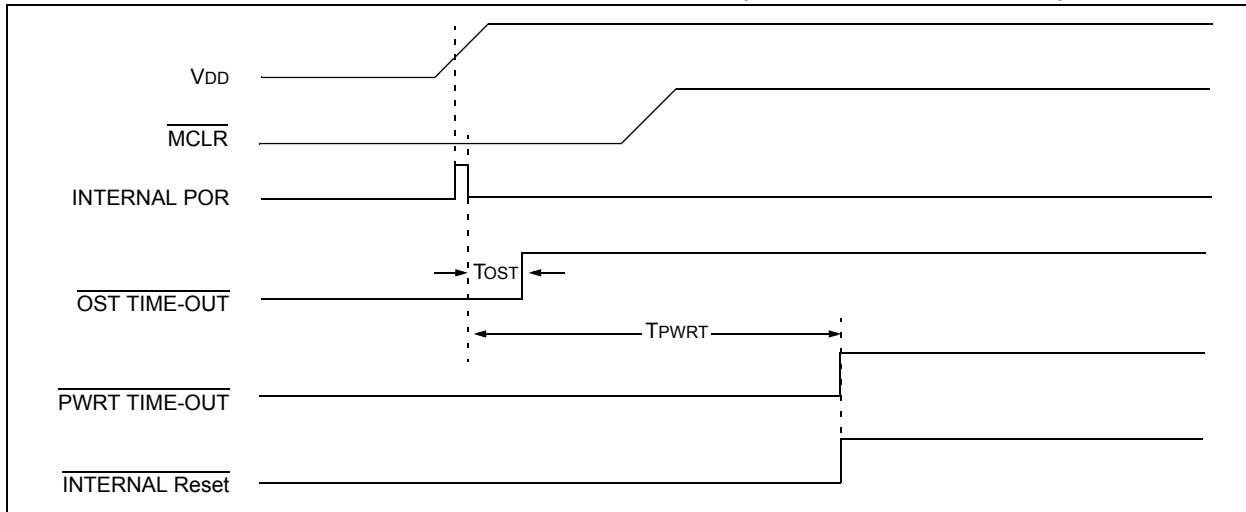 VDD
MCLR
INTERNAL POR
TOST
OST TIME-OUT
TPWRT
PWRT TIME-OUT
INTERNAL Reset